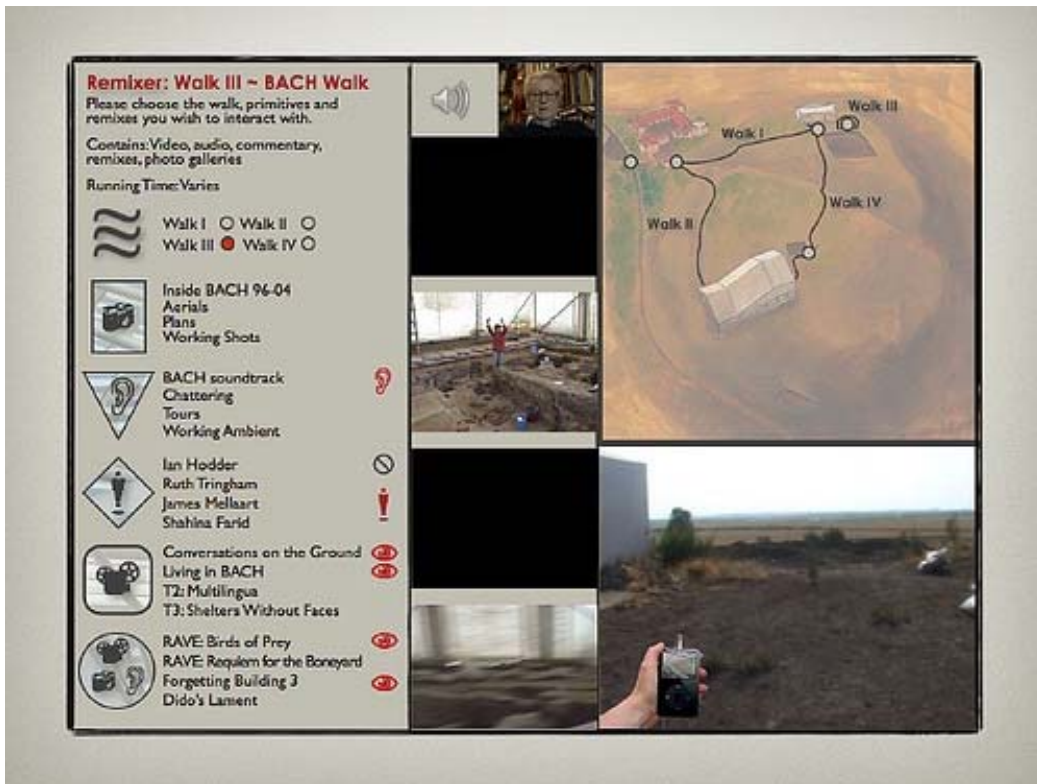 Remixer: Walk III ~ BACH Walk
Please choose the walk, primitives and
remixes you wish to interact with.
Contains: Video, audio, commentary,
remixes, photo galleries
Running Time: Varies
Walk I
Walk II
Walk III
Walk IV
Inside BACH 96-04
Aerials
Plans
Working Shots
BACH soundtrack
Chattering
Tours
Working Ambient
Ian Hodder
Ruth Tringham
James Mellaart
Shahina Farid
Conversations on the Ground
Living in BACH
T2: Multilingua
T3: Shelters Without Faces
RAVE: Birds of Prey
RAVE: Requiem for the Boneyard
Forgetting Building 3
Dido's Lament
Walk I
Walk III
Walk II
Walk IV